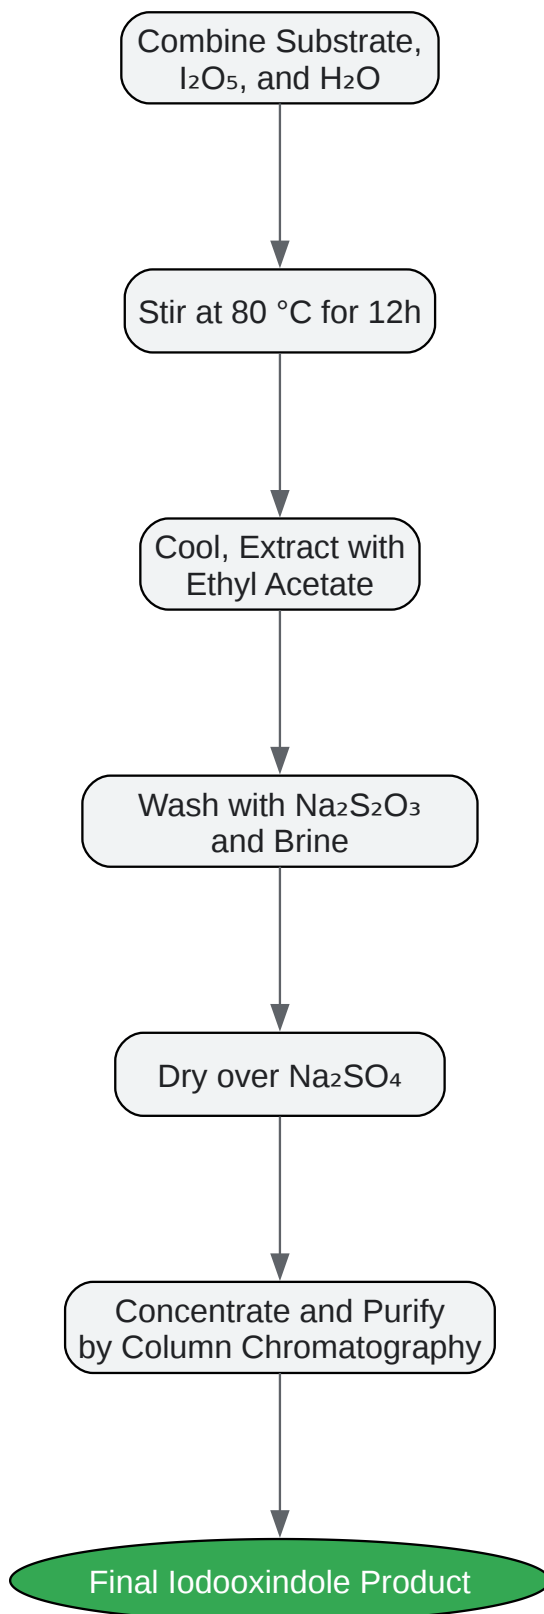 Combine Substrate,
I₂O₅, and H₂O
Stir at 80 °C for 12h
Cool, Extract with
Ethyl Acetate
Wash with Na₂S₂O₃
and Brine
Dry over Na₂SO₄
Concentrate and Purify
by Column Chromatography
Final Iodooxindole Product